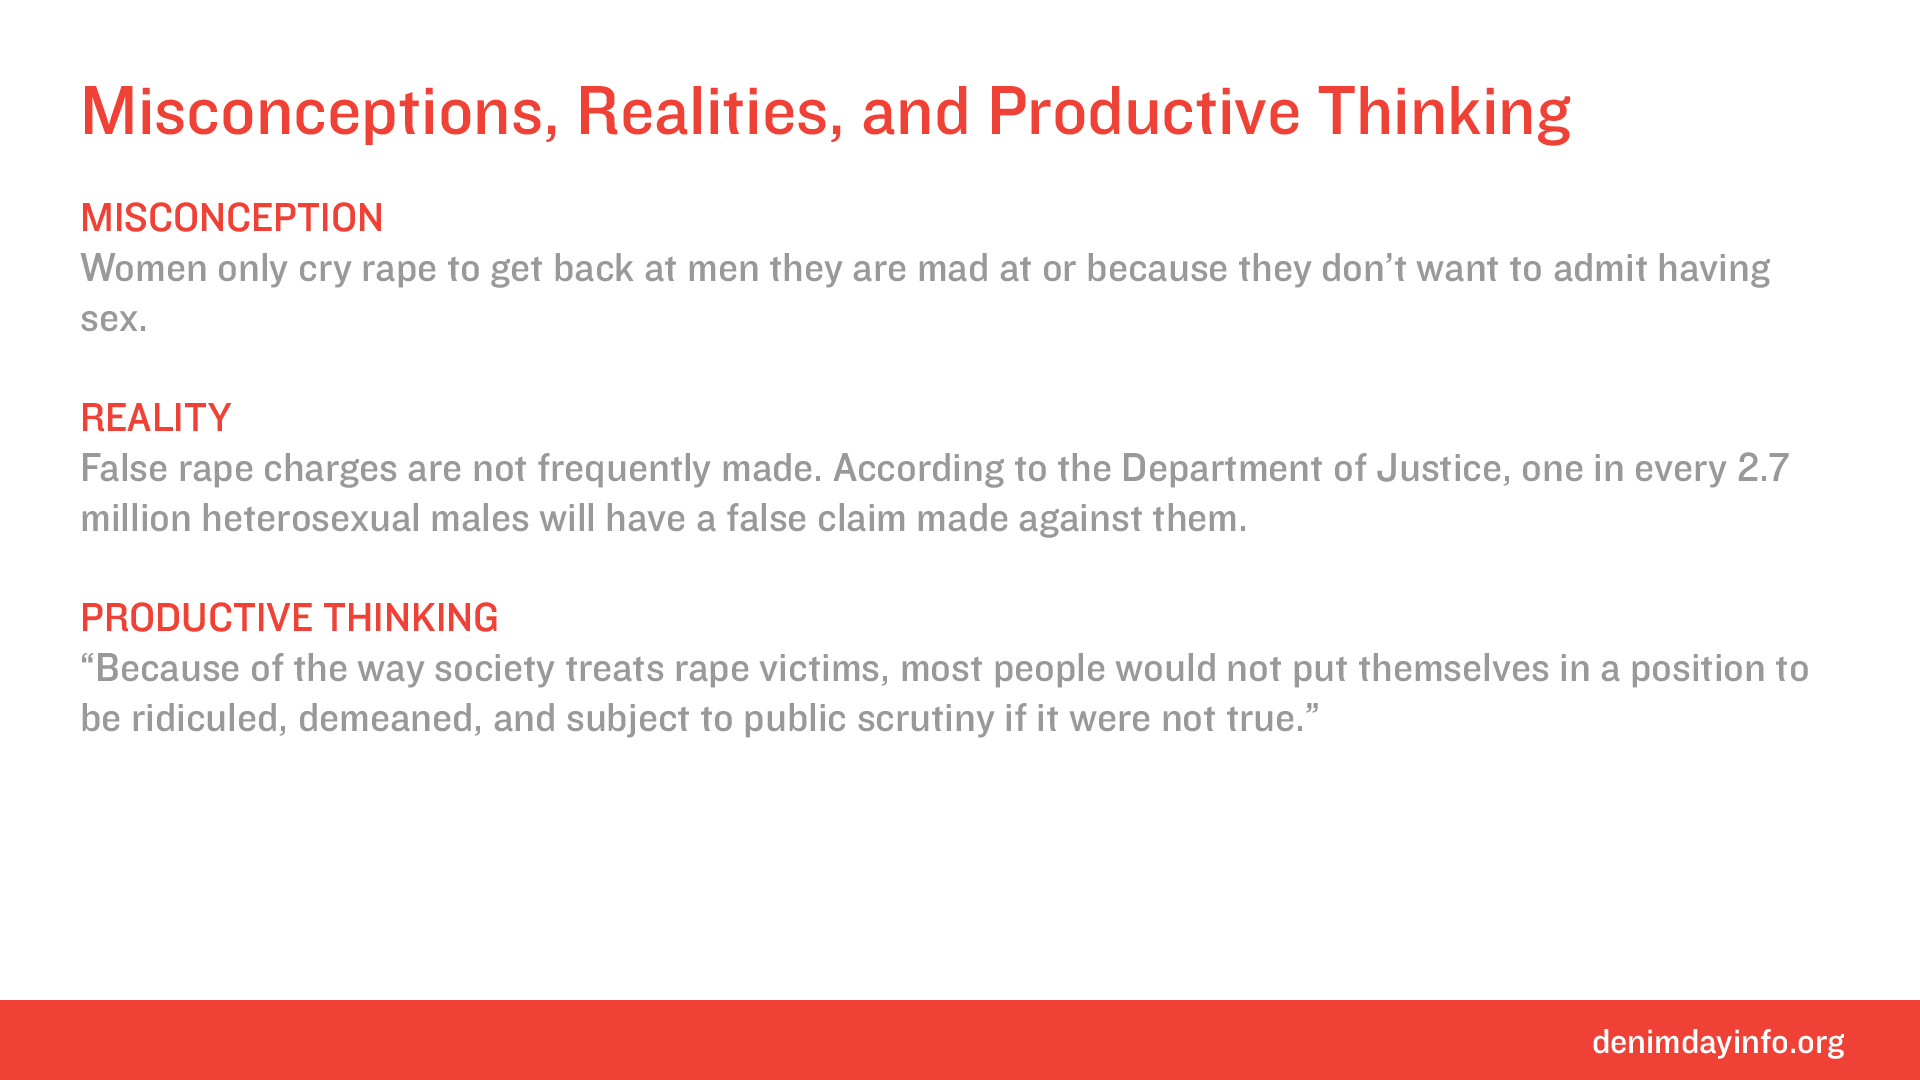 Misconceptions, Realities, and Productive Thinking
MISCONCEPTION
Women only cry rape to get back at men they are mad at or because they don’t want to admit having
sex.
REALITY
False rape charges are not frequently made. According to the Department of Justice, one in every 2.7
million heterosexual males will have a false claim made against them.
PRODUCTIVE THINKING
“Because of the way society treats rape victims, most people would not put themselves in a position to
be ridiculed, demeaned, and subject to public scrutiny if it were not true.”
denimdayinfo.org